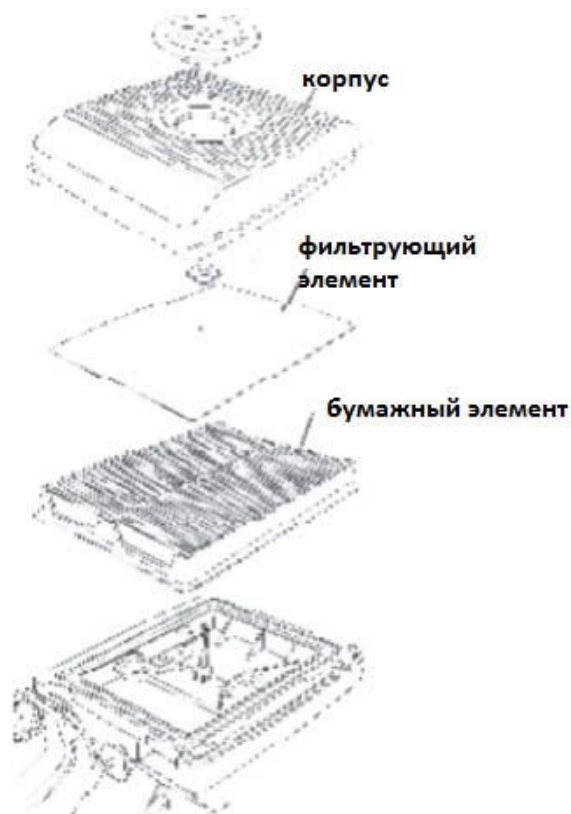 корпус
фильтрующий
элемент
бумажный элемент